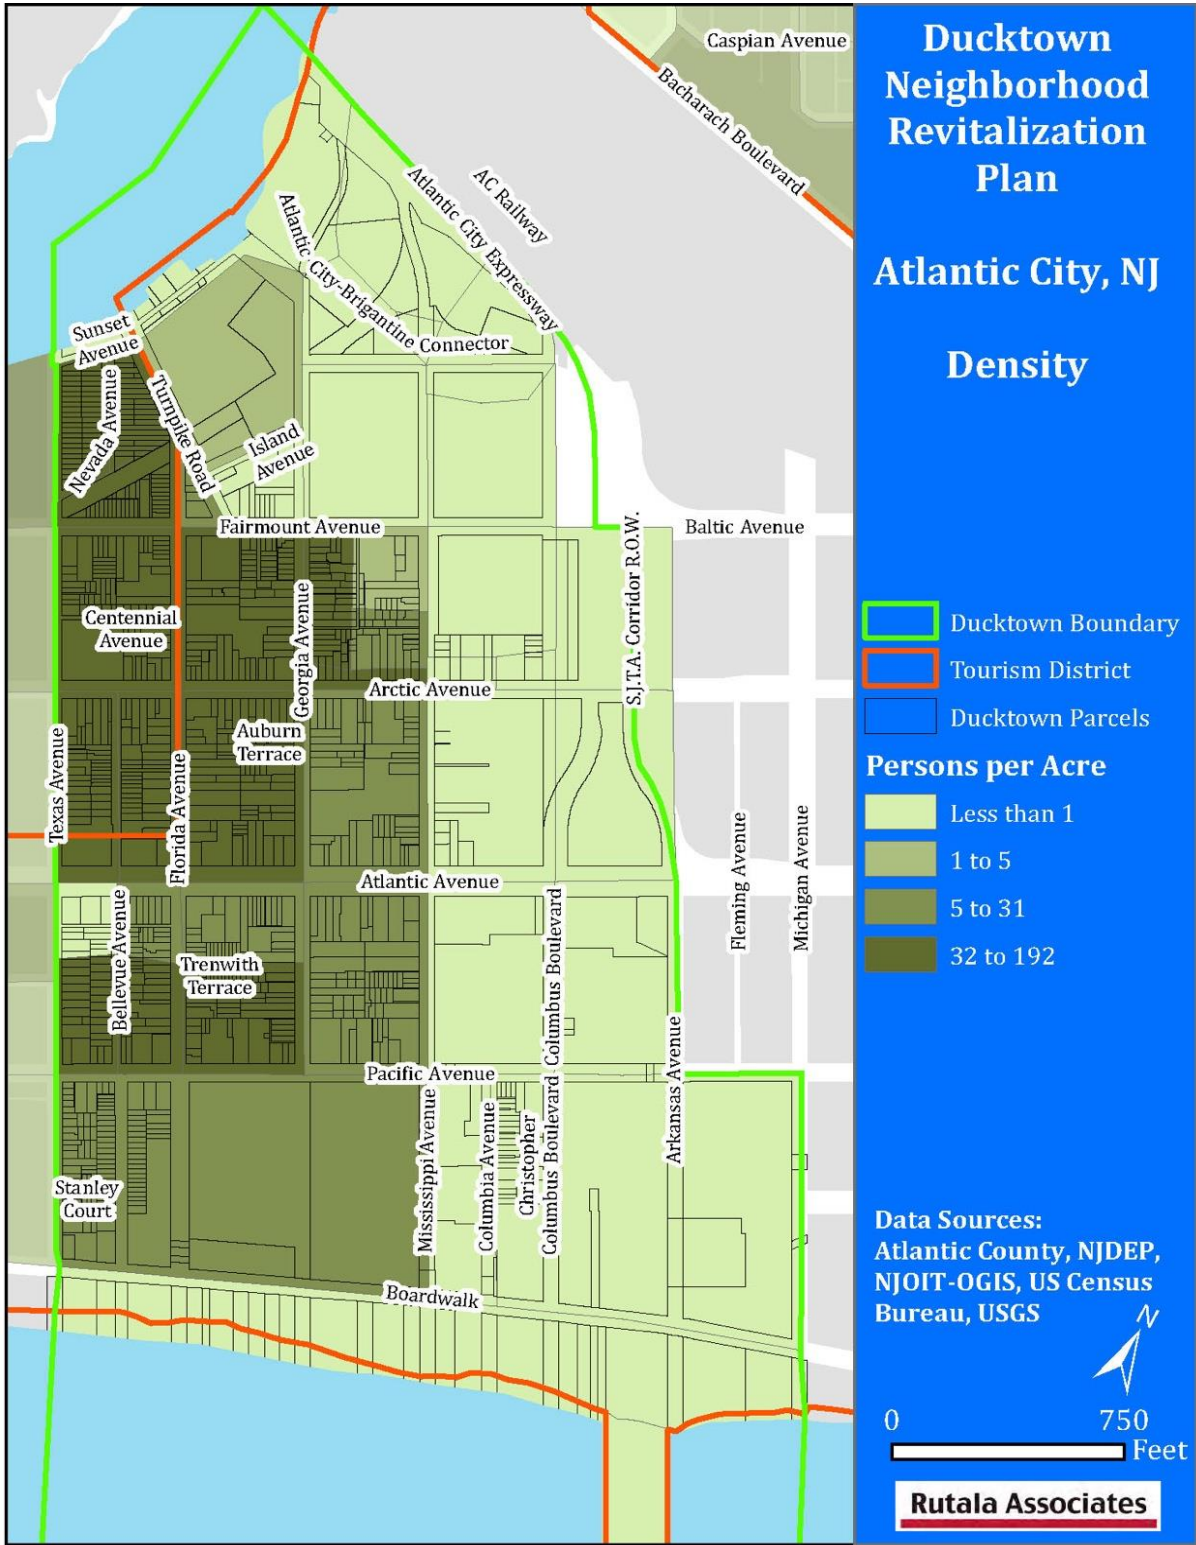 Caspian Avenue
Bacharach Boulevard
AC Railway
Atlantic City Expressway
Atlantic City-Brigantine Connector
Sunset
Avenue
Nevada Avenue
Turnpike Road
Island
Avenue
Fairmount Avenue
Baltic Avenue
S.J.T.A. Corridor R.O.W.
Centennial
Avenue
Georgia Avenue
Arctic Avenue
Auburn
Terrace
Texas Avenue
Florida Avenue
Fleming Avenue
Michigan Avenue
Atlantic Avenue
Bellevue Avenue
Trenwith
Terrace
Columbus Boulevard
Pacific Avenue
Arkansas Avenue
Mississippi Avenue
Columbia Avenue
Christopher
Columbus Boulevard
Stanley
Court
Boardwalk
Ducktown
Neighborhood
Revitalization
Plan
Atlantic City, NJ
Density
Ducktown Boundary
Tourism District
Ducktown Parcels
Persons per Acre
Less than 1
1 to 5
5 to 31
32 to 192
Data Sources:
Atlantic County, NJDEP,
NJOIT-OGIS, US Census
Bureau, USGS
N
0 750
Feet
Rutala Associates